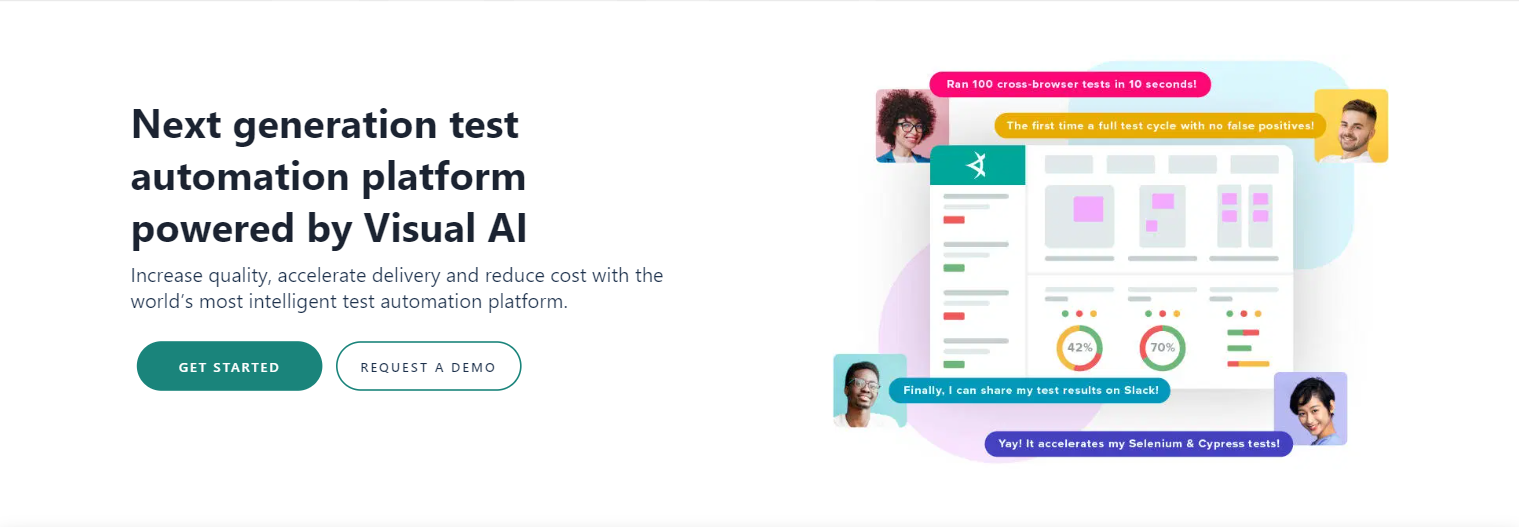 Next generation test
automation platform
powered by Visual AI
Increase quality, accelerate delivery and reduce cost with the
world’s most intelligent test automation platform.
GET STARTED
REQUEST A DEMO
Ran 100 cross-browser tests in 10 seconds!
The first time a full test cycle with no false positives!
42%
70%
Finally, I can share my test results on Slack!
Yay! It accelerates my Selenium & Cypress tests!